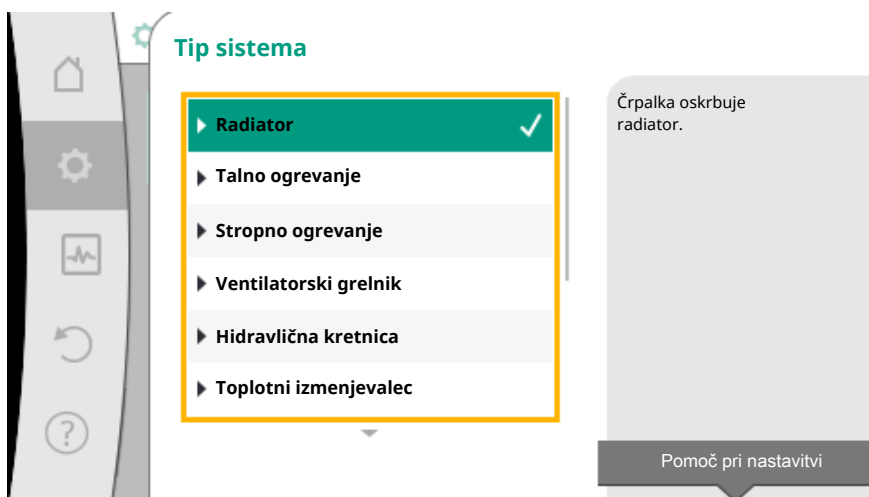 Tip sistema
Radiator
Talno ogrevanje
Stropno ogrevanje
Ventilatorski grelnik
Hidravlična kretnica
Toplotni izmenjevalec
Črpalka oskrbuje
radiator.
Pomoč pri nastavitvi
?